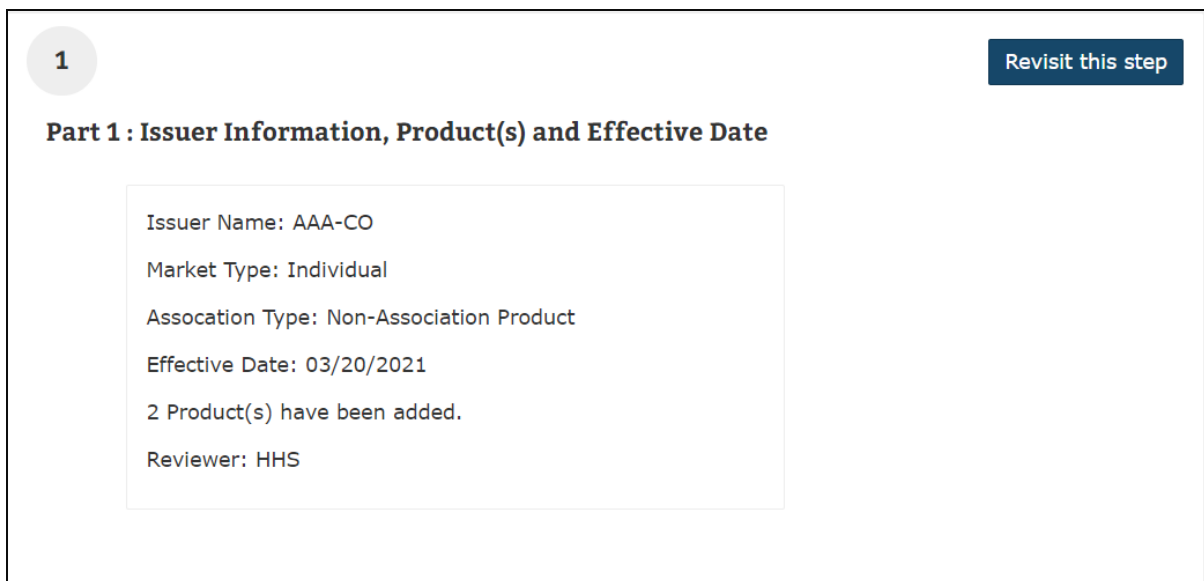 1
Revisit this step
Part 1 : Issuer Information, Product(s) and Effective Date
Issuer Name: AAA-CO
Market Type: Individual
Assocation Type: Non-Association Product
Effective Date: 03/20/2021
2 Product(s) have been added.
Reviewer: HHS